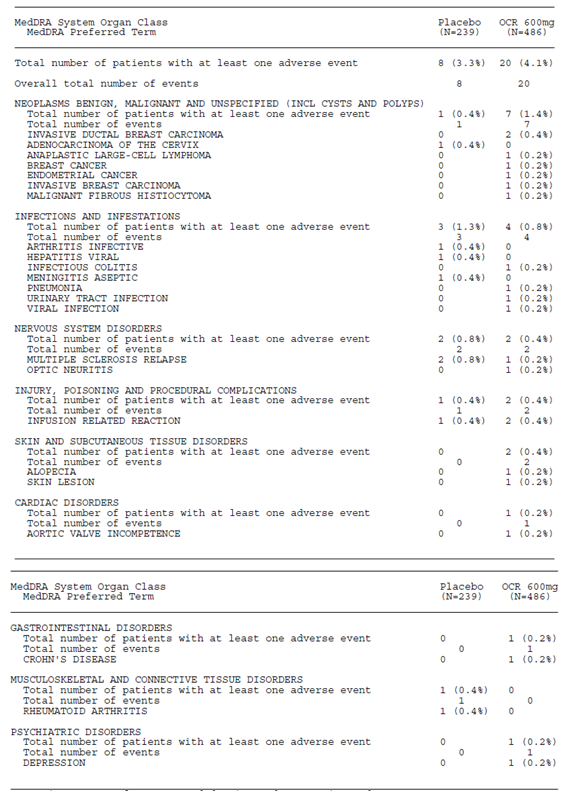 MedDRA System Organ Class Placebo OCR 600mg
MedDRA Preferred Term (N=239) (N=486)
Total number of patients with at least one adverse event 8 (3.3%) 20 (4.1%)
Overall total number of events 8 20
NEOPLASMS BENIGN, MALIGNANT AND UNSPECIFIED (INCL CYSTS AND POLYPS)
Total number of patients with at least one adverse event 1 (0.4%) 7 (1.4%)
Total number of events 1 7
INVASIVE DUCTAL BREAST CARCINOMA 0 2 (0.4%)
ADENOCARCINOMA OF THE CERVIX 1 (0.4%) 0
ANAPLASTIC LARGE-CELL LYMPHOMA 0 1 (0.2%)
BREAST CANCER 0 1 (0.2%)
ENDOMETRIAL CANCER 0 1 (0.2%)
INVASIVE BREAST CARCINOMA 0 1 (0.2%)
MALIGNANT FIBROUS HISTIOCYTOMA 0 1 (0.2%)
INFECTIONS AND INFESTATIONS
Total number of patients with at least one adverse event 3 (1.3%) 4 (0.8%)
Total number of events 3 4
ARTHRITIS INFECTIVE 1 (0.4%) 0
HEPATITIS VIRAL 1 (0.4%) 0
INFECTIOUS COLITIS 0 1 (0.2%)
MENINGITIS ASEPTIC 1 (0.4%) 0
PNEUMONIA 0 1 (0.2%)
URINARY TRACT INFECTION 0 1 (0.2%)
VIRAL INFECTION 0 1 (0.2%)
NERVOUS SYSTEM DISORDERS
Total number of patients with at least one adverse event 2 (0.8%) 2 (0.4%)
Total number of events 2 2
MULTIPLE SCLEROSIS RELAPSE 2 (0.8%) 1 (0.2%)
OPTIC NEURITIS 0 1 (0.2%)
INJURY, POISONING AND PROCEDURAL COMPLICATIONS
Total number of patients with at least one adverse event 1 (0.4%) 2 (0.4%)
Total number of events 1 2
INFUSION RELATED REACTION 1 (0.4%) 2 (0.4%)
SKIN AND SUBCUTANEOUS TISSUE DISORDERS
Total number of patients with at least one adverse event 0 2 (0.4%)
Total number of events 0 2
ALOPECIA 0 1 (0.2%)
SKIN LESION 0 1 (0.2%)
CARDIAC DISORDERS
Total number of patients with at least one adverse event 0 1 (0.2%)
Total number of events 0 1
AORTIC VALVE INCOMPETENCE 0 1 (0.2%)
MedDRA System Organ Class Placebo OCR 600mg
MedDRA Preferred Term (N=239) (N=486)
GASTROINTESTINAL DISORDERS
Total number of patients with at least one adverse event 0 1 (0.2%)
Total number of events 0 1
CROHN'S DISEASE 0 1 (0.2%)
MUSCULOSKELETAL AND CONNECTIVE TISSUE DISORDERS
Total number of patients with at least one adverse event 1 (0.4%) 0
Total number of events 1 0
RHEUMATOID ARTHRITIS 1 (0.4%) 0
PSYCHIATRIC DISORDERS
Total number of patients with at least one adverse event 0 1 (0.2%)
Total number of events 0 1
DEPRESSION 0 1 (0.2%)